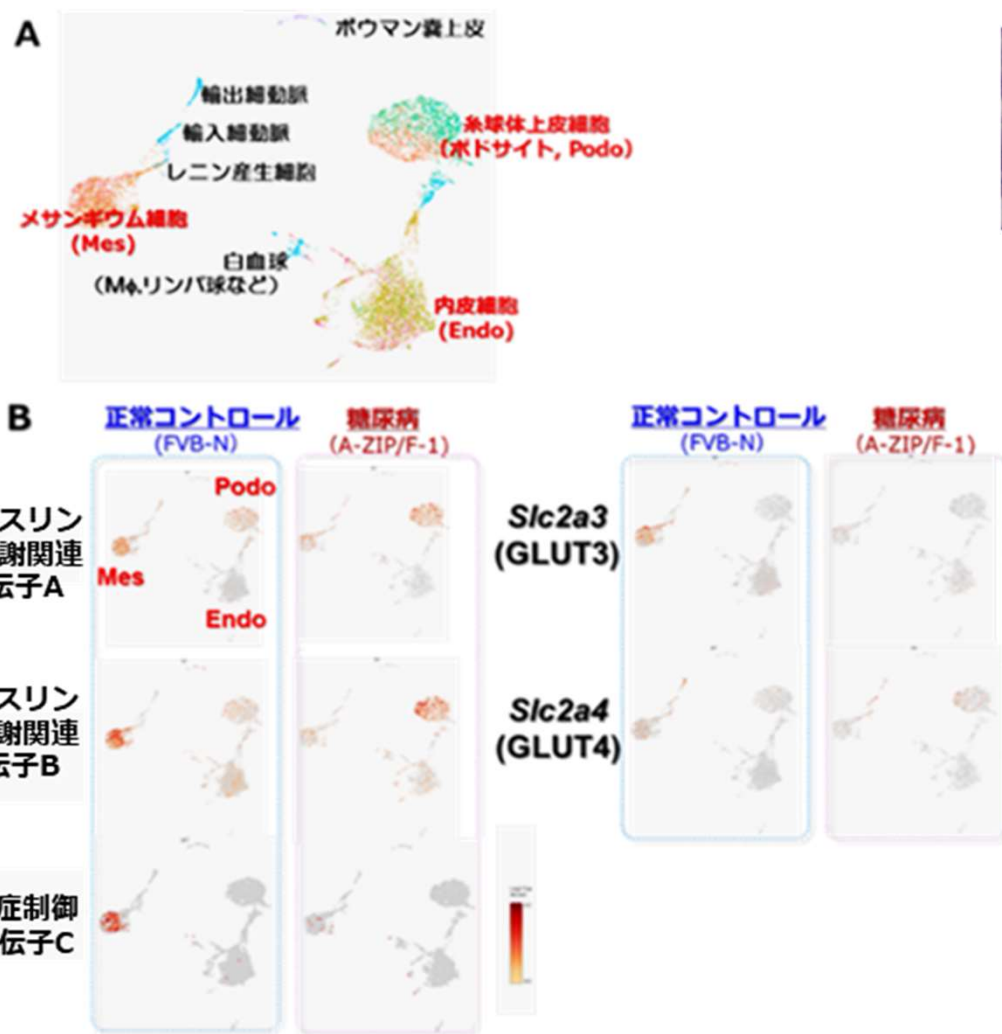 A
ボウマン嚢上皮
輸出細動脈
輸入細動脈
レニン産生細胞
糸球体上皮細胞
(ポドサイト, Podo)
メサンギウム細胞
(Mes)
白血球
(Mφ,リンパ球など)
内皮細胞
(Endo)
B
正常コントロール
(FVB-N)
糖尿病
(A-ZIP/F-1)
正常コントロール
(FVB-N)
糖尿病
(A-ZIP/F-1)
スリン
謝関連
伝子A
Podo
Mes
Endo
Slc2a3
(GLUT3)
スリン
謝関連
伝子B
Slc2a4
(GLUT4)
症制御
伝子C